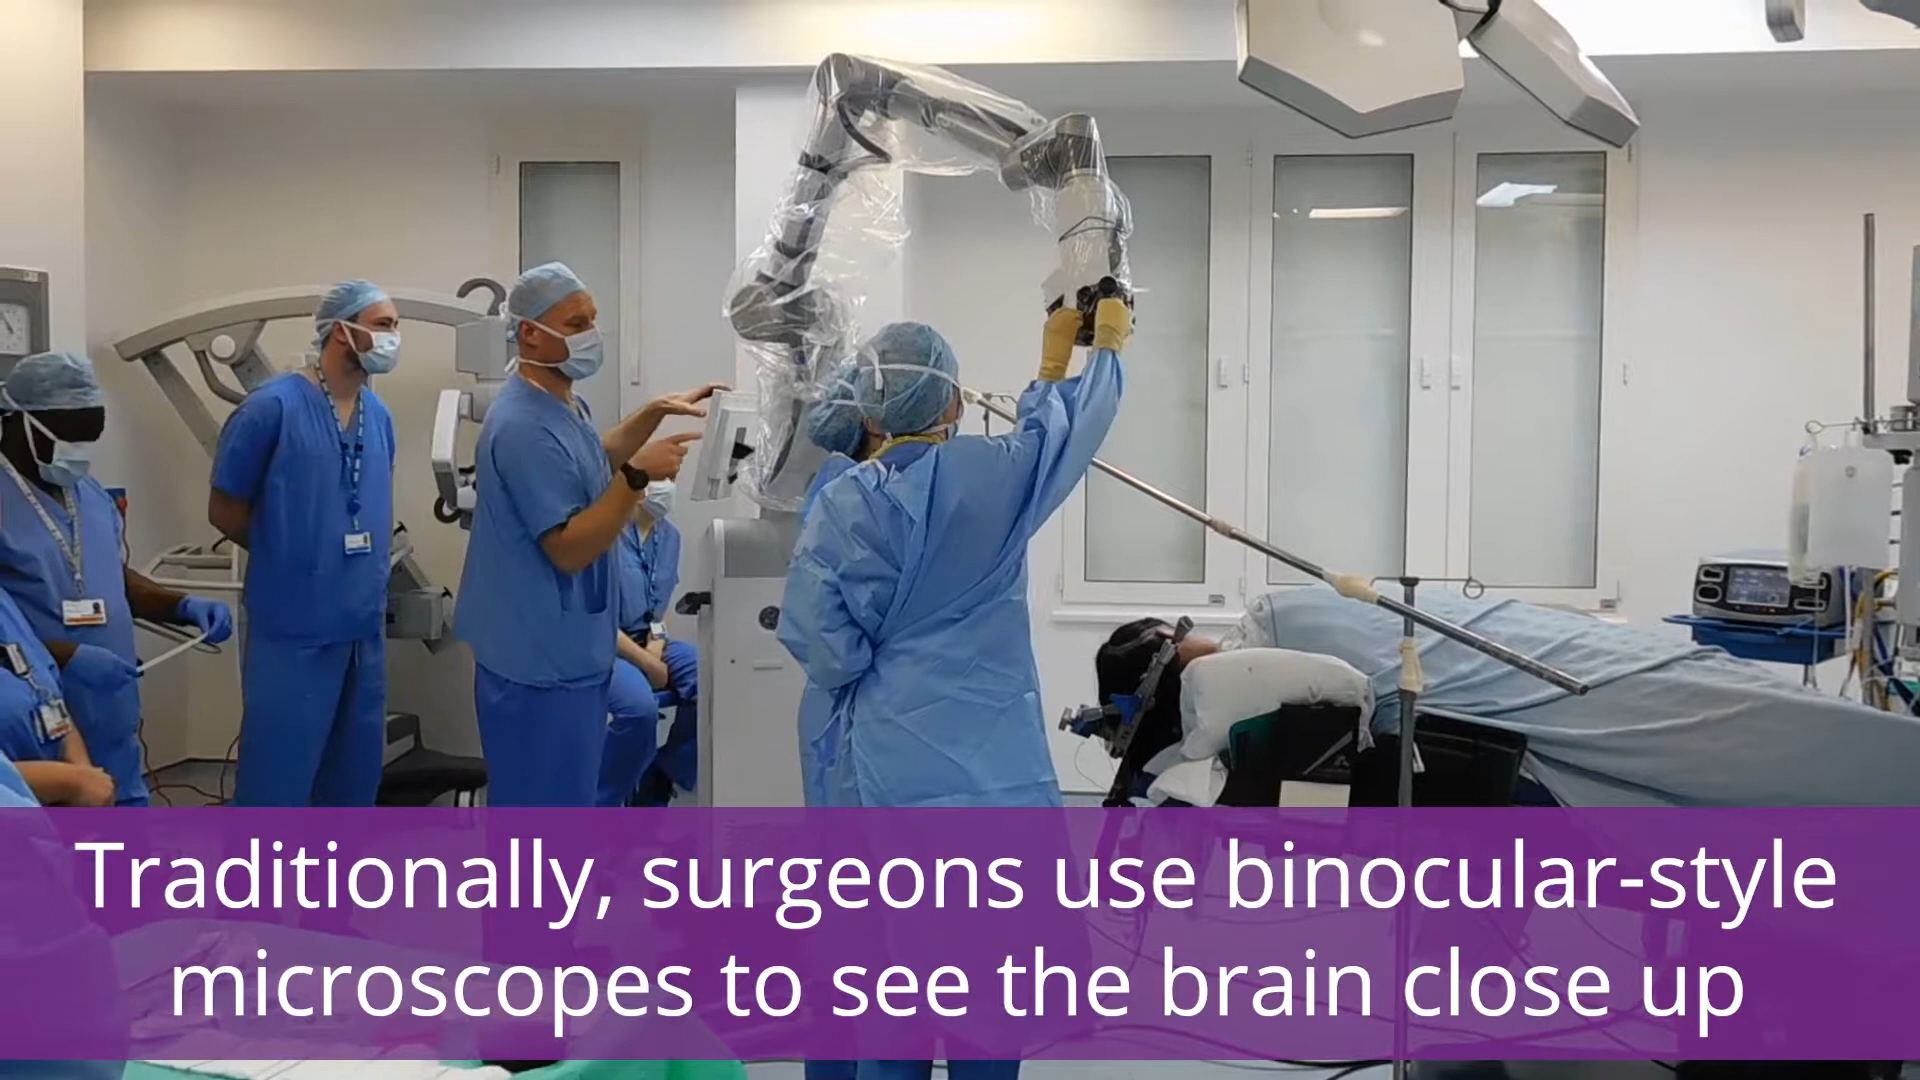 Traditionally, surgeons use binocular-style
microscopes to see the brain close up